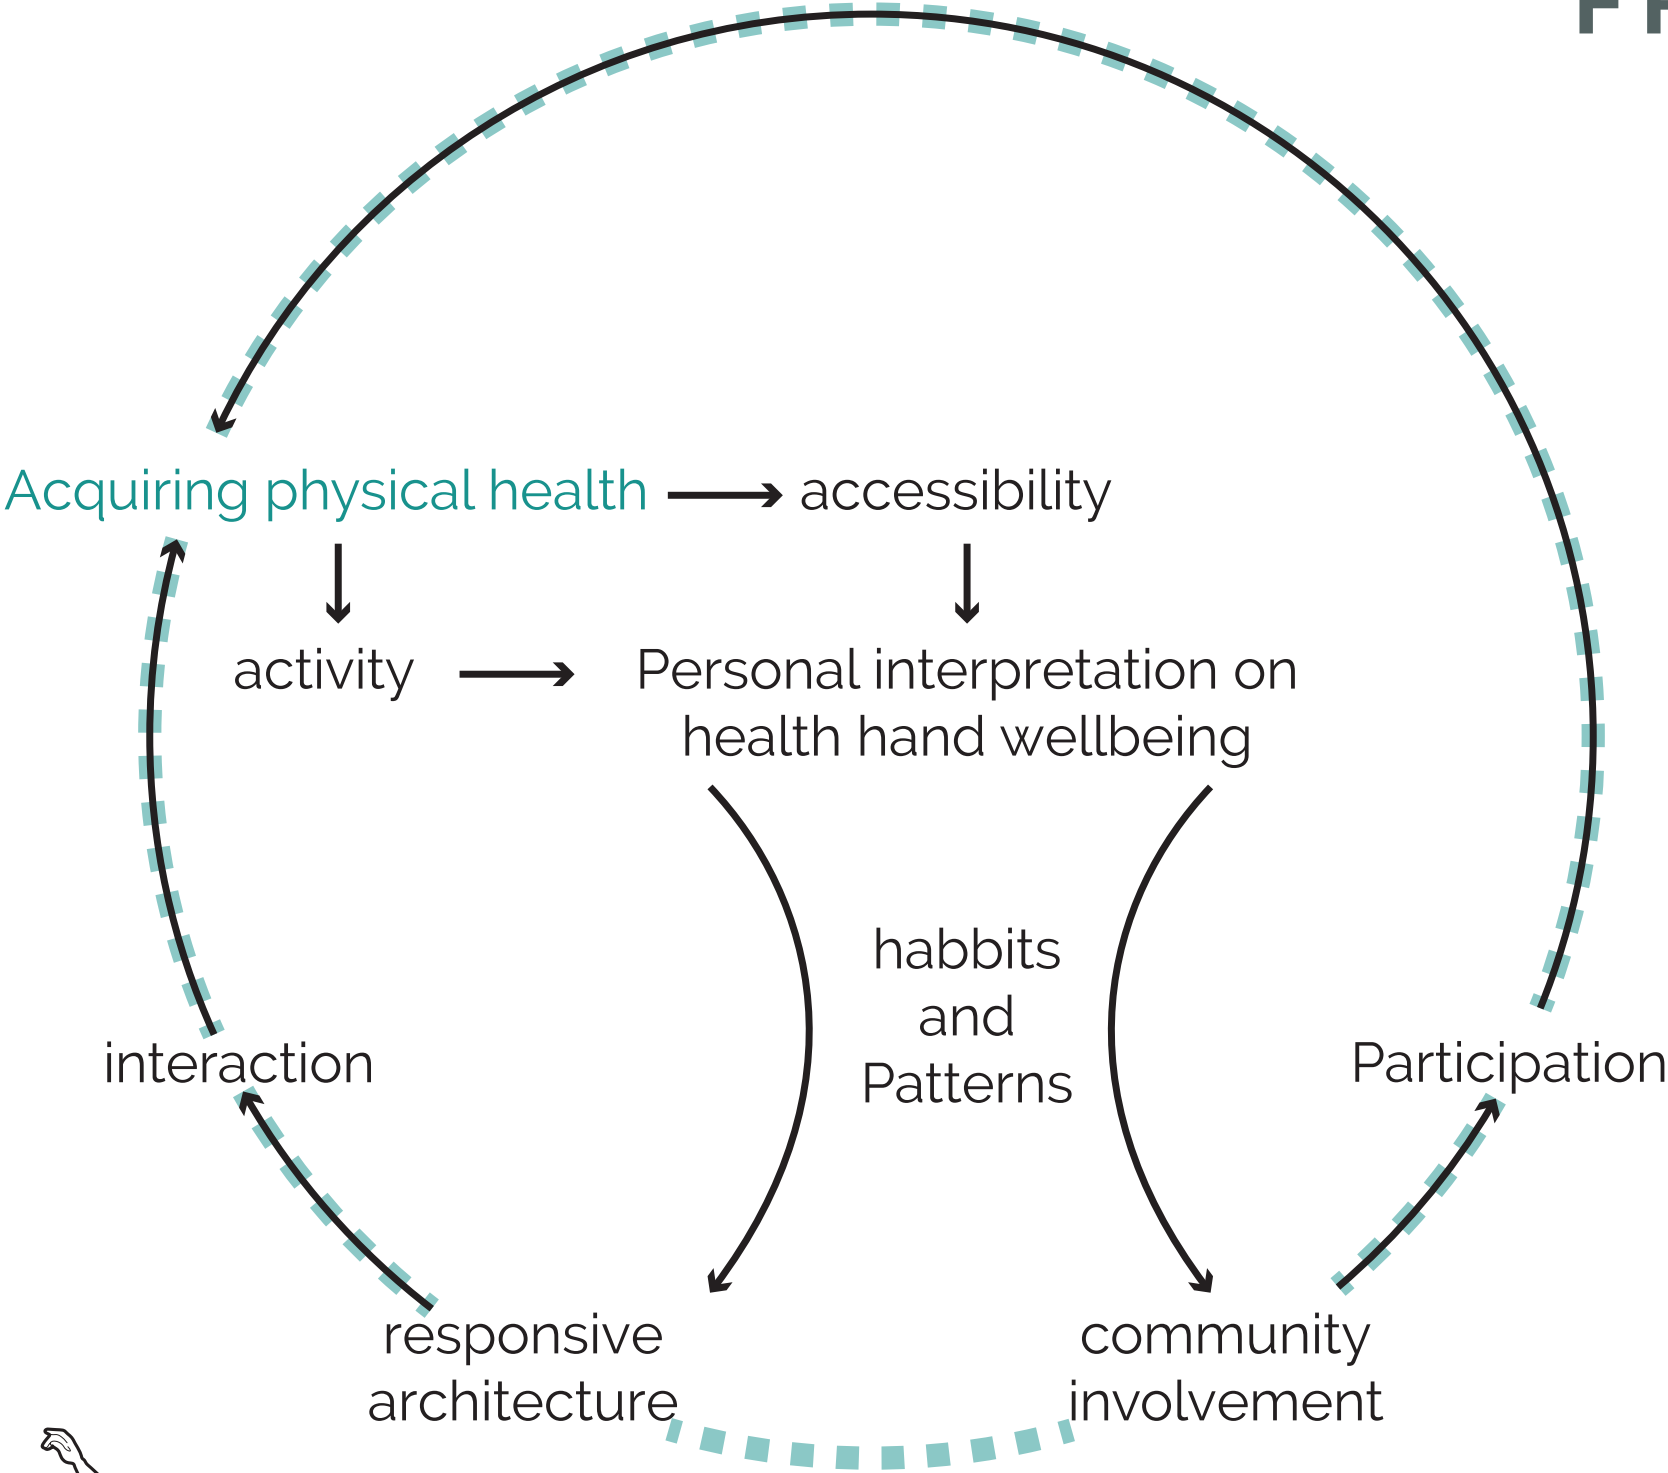 Acquiring physical health
accessibility
activity
Personal interpretation on
health hand wellbeing
habbits
and
Patterns
interaction
Participation
responsive
architecture
community
involvement